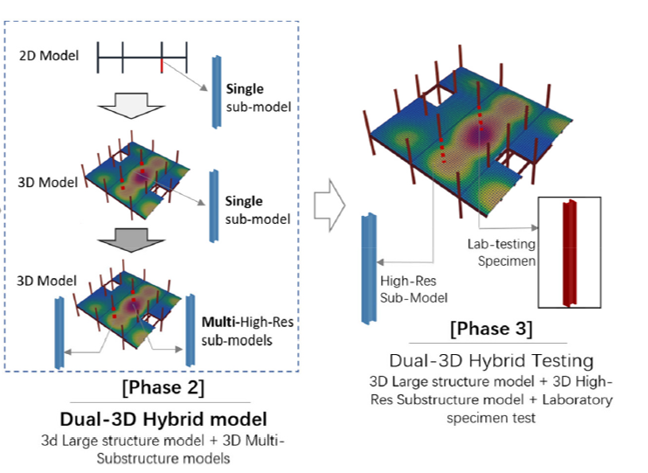 2D Model
Single
sub-model
3D Model
Single
sub-model
3D Model
Multi-High-Res
sub-models
[Phase 2]
Dual-3D Hybrid model
3d Large structure model + 3D Multi-
Substructure models
High-Res
Sub-Model
Lab-testing
Specimen
[Phase 3]
Dual-3D Hybrid Testing
3D Large structure model + 3D High-
Res Substructure model + Laboratory
specimen test